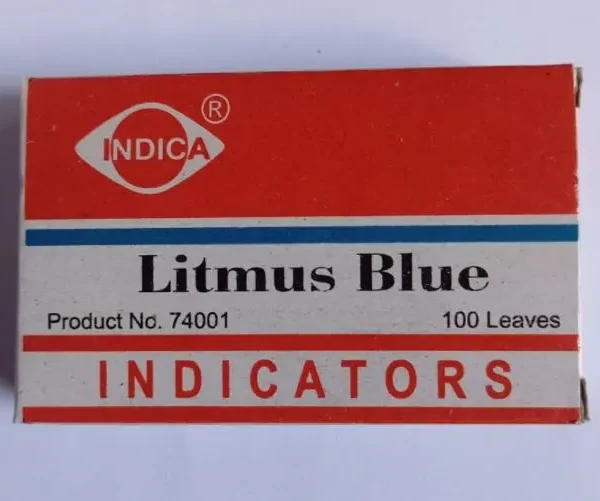 INDICA ®
Litmus Blue
Product No. 74001 100 Leaves
INDICATORS